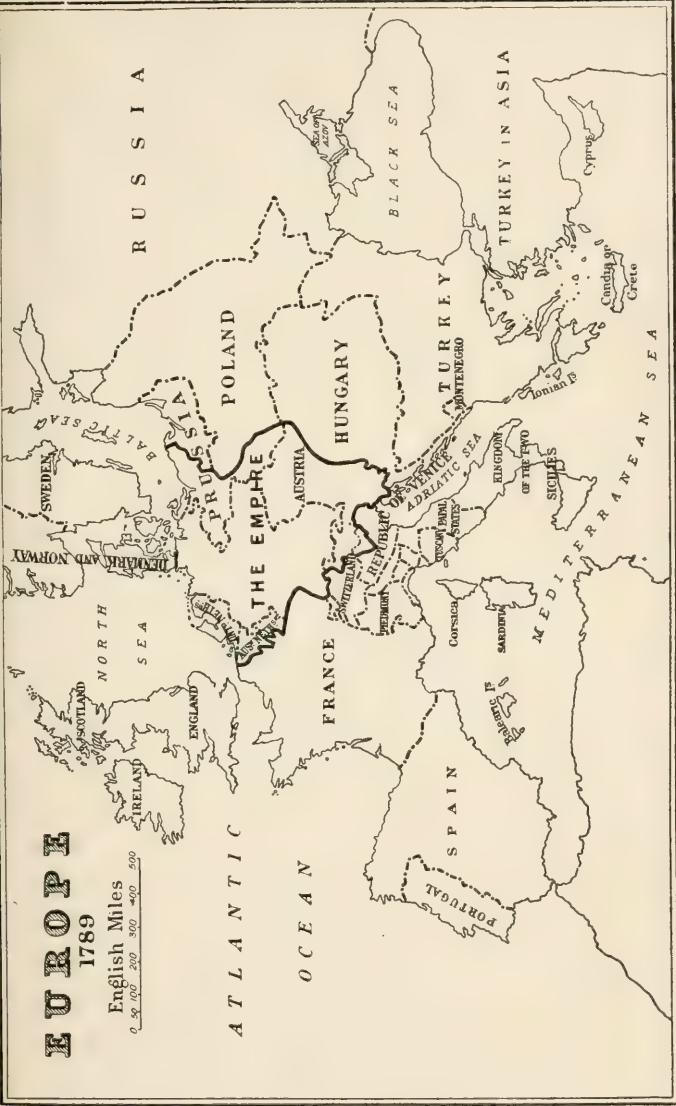 EUROPE
1789
English Miles
0 50 100 200 300 400 500
ATLANTIC
OCEAN
IRELAND
SCOTLAND
ENGLAND
NORTH
SEA
DENMARK AND NORWAY
SWEDEN
BALTIC SEA
RUSSIA
PRUSSIA
POLAND
THE EMPIRE
AUSTRIA
HUNGARY
AUS. NETHS
FRANCE
SWITZERLAND
PIEDMONT
REPUBLIC OF VENICE
TUSCANY
PAPAL
STATES
ADRIATIC SEA
KINGDOM
OF THE TWO
SICILIES
Corsica
SARDINIA
Balearic Is
SPAIN
PORTUGAL
MEDITERRANEAN SEA
TURKEY
MONTENEGRO
Ionian Is
Candia or
Crete
Cyprus
TURKEY IN ASIA
BLACK SEA
SEA OF
AZOV